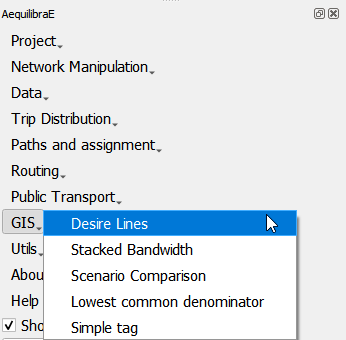 AequilibraE
Project
Network Manipulation
Data
Trip Distribution
Paths and assignment
Routing
Public Transport
GIS
Desire Lines
Utils
Stacked Bandwidth
Abou
Scenario Comparison
Help
Lowest common denominator
Sho
Simple tag